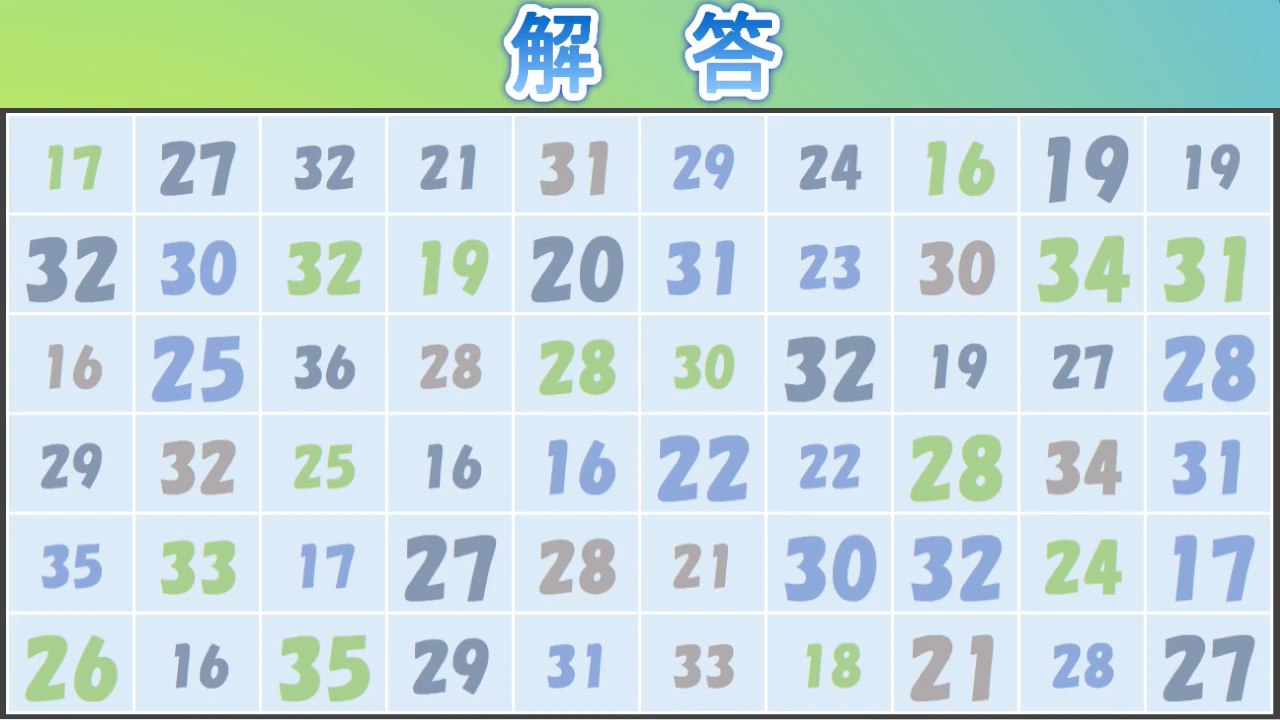 解 答
17 27 32 21 31 29 24 16 19 19
32 30 32 19 20 31 23 30 34 31
16 25 36 28 28 30 32 19 27 28
29 32 25 16 16 22 22 28 34 31
35 33 17 27 28 21 30 32 24 17
26 16 35 29 31 33 18 21 28 27